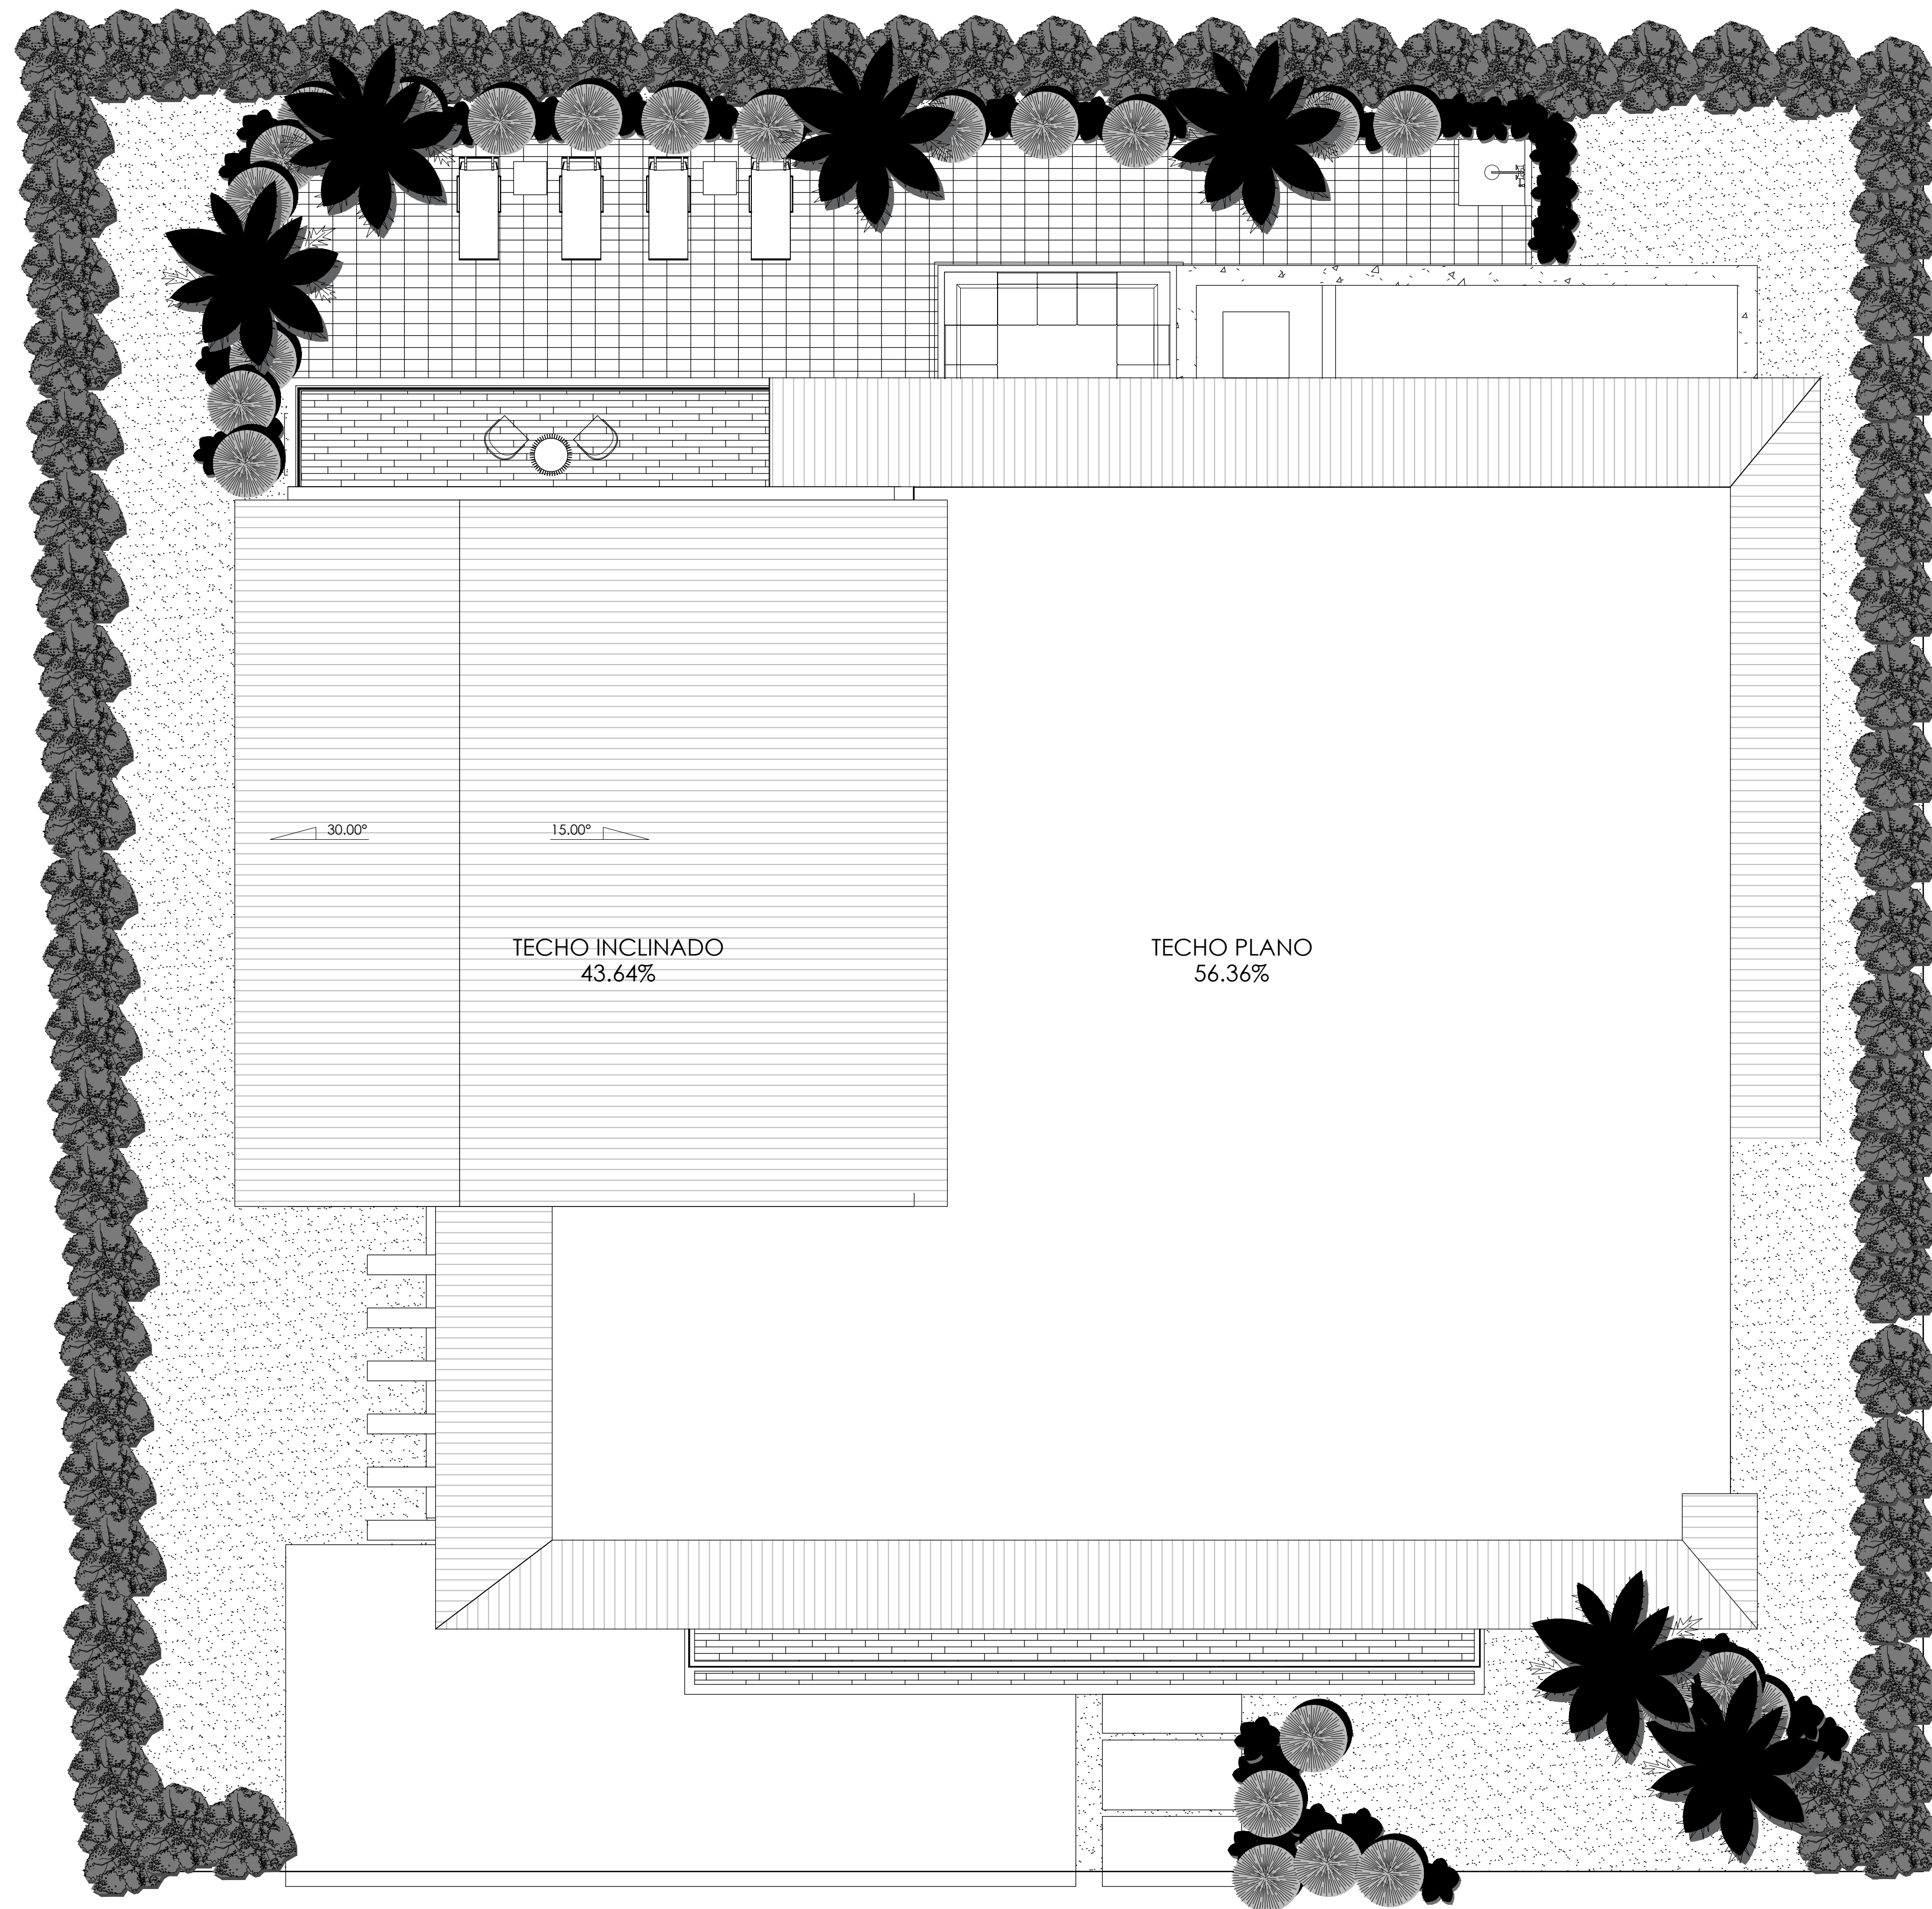 30.00°
15.00°
TECHO INCLINADO
43.64%
TECHO PLANO
56.36%